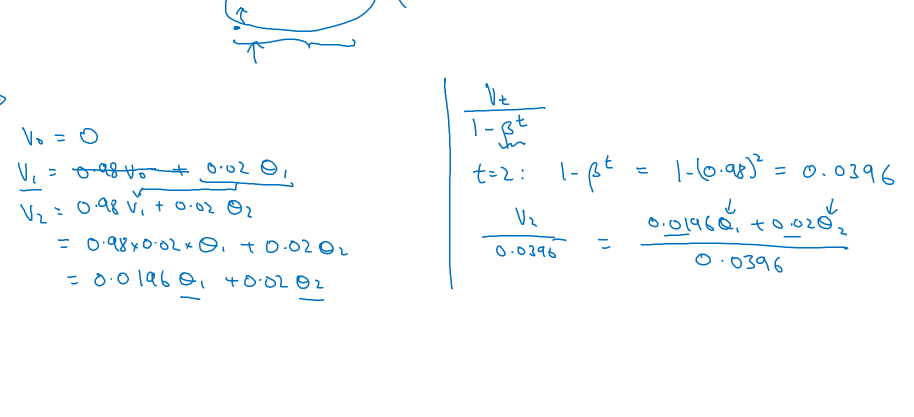 V₀ = 0
V₁ = 0.98 V₀ + 0.02 θ₁
V₂ = 0.98 V₁ + 0.02 θ₂
= 0.98 × 0.02 × θ₁ + 0.02 θ₂
= 0.0196 θ₁ + 0.02 θ₂
Vₜ
1 - βᵗ
t=2: 1 - βᵗ = 1 - (0.98)² = 0.0396
V₂ = 0.0196 θ₁ + 0.02 θ₂
0.0396 0.0396